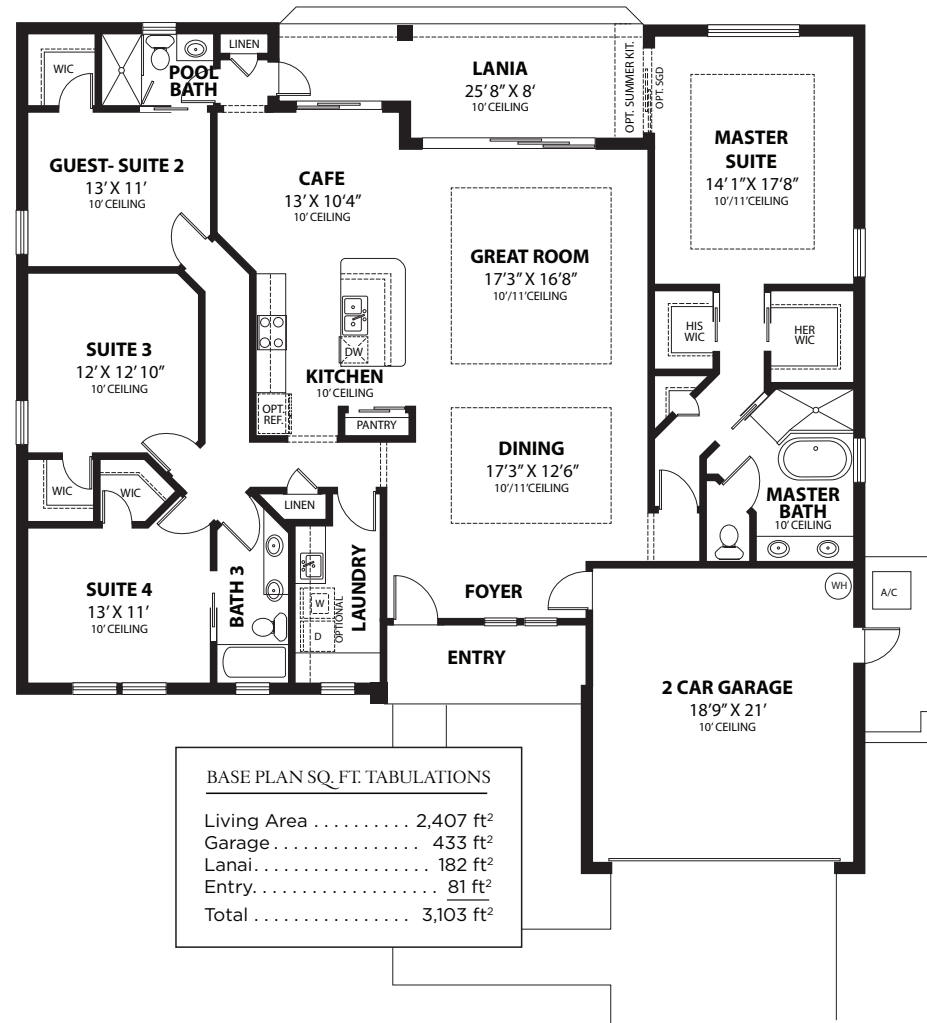 LINEN
WIC
POOL
BATH
LANIA
25' 8" X 8'
10' CEILING
OPT. SUMMER KIT.
OPT. SGD
MASTER
SUITE
14' 1" X 17'8"
10'/11'CEILING
GUEST- SUITE 2
13' X 11'
10' CEILING
CAFE
13' X 10'4"
10' CEILING
GREAT ROOM
17'3" X 16'8"
10'/11'CEILING
SUITE 3
12' X 12' 10"
10' CEILING
HIS
WIC
HER
WIC
DW
KITCHEN
10' CEILING
OPT.
REF.
PANTRY
DINING
17'3" X 12'6"
10'/11'CEILING
WIC
WIC
LINEN
MASTER
BATH
10' CEILING
SUITE 4
13' X 11'
10' CEILING
BATH 3
W
D
OPTIONAL
LAUNDRY
FOYER
WH
A/C
ENTRY
2 CAR GARAGE
18'9" X 21'
10' CEILING
BASE PLAN SQ. FT. TABULATIONS
Living Area . . . . . . . . . . 2,407 ft²
Garage . . . . . . . . . . . . . . . 433 ft²
Lanai. . . . . . . . . . . . . . . . . 182 ft²
Entry. . . . . . . . . . . . . . . . . 81 ft²
Total . . . . . . . . . . . . . . . . 3,103 ft²